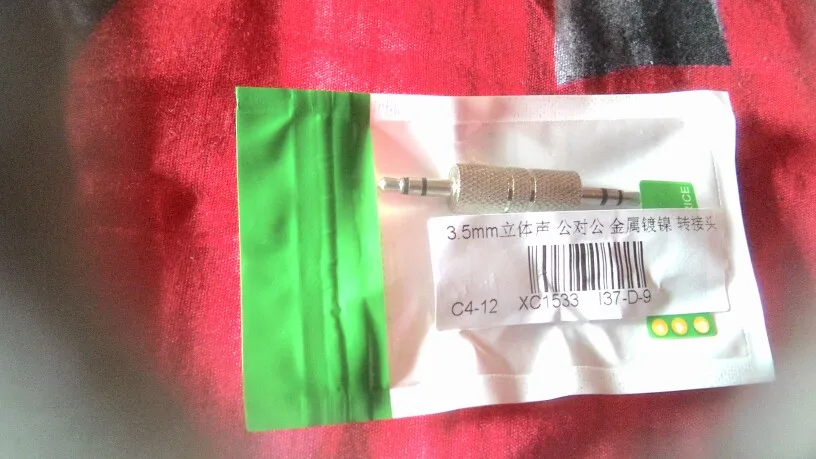 RICE
3.5mm立体声 公对公 金属镀镍 转接头
C4-12 XC1533 I37-D-9